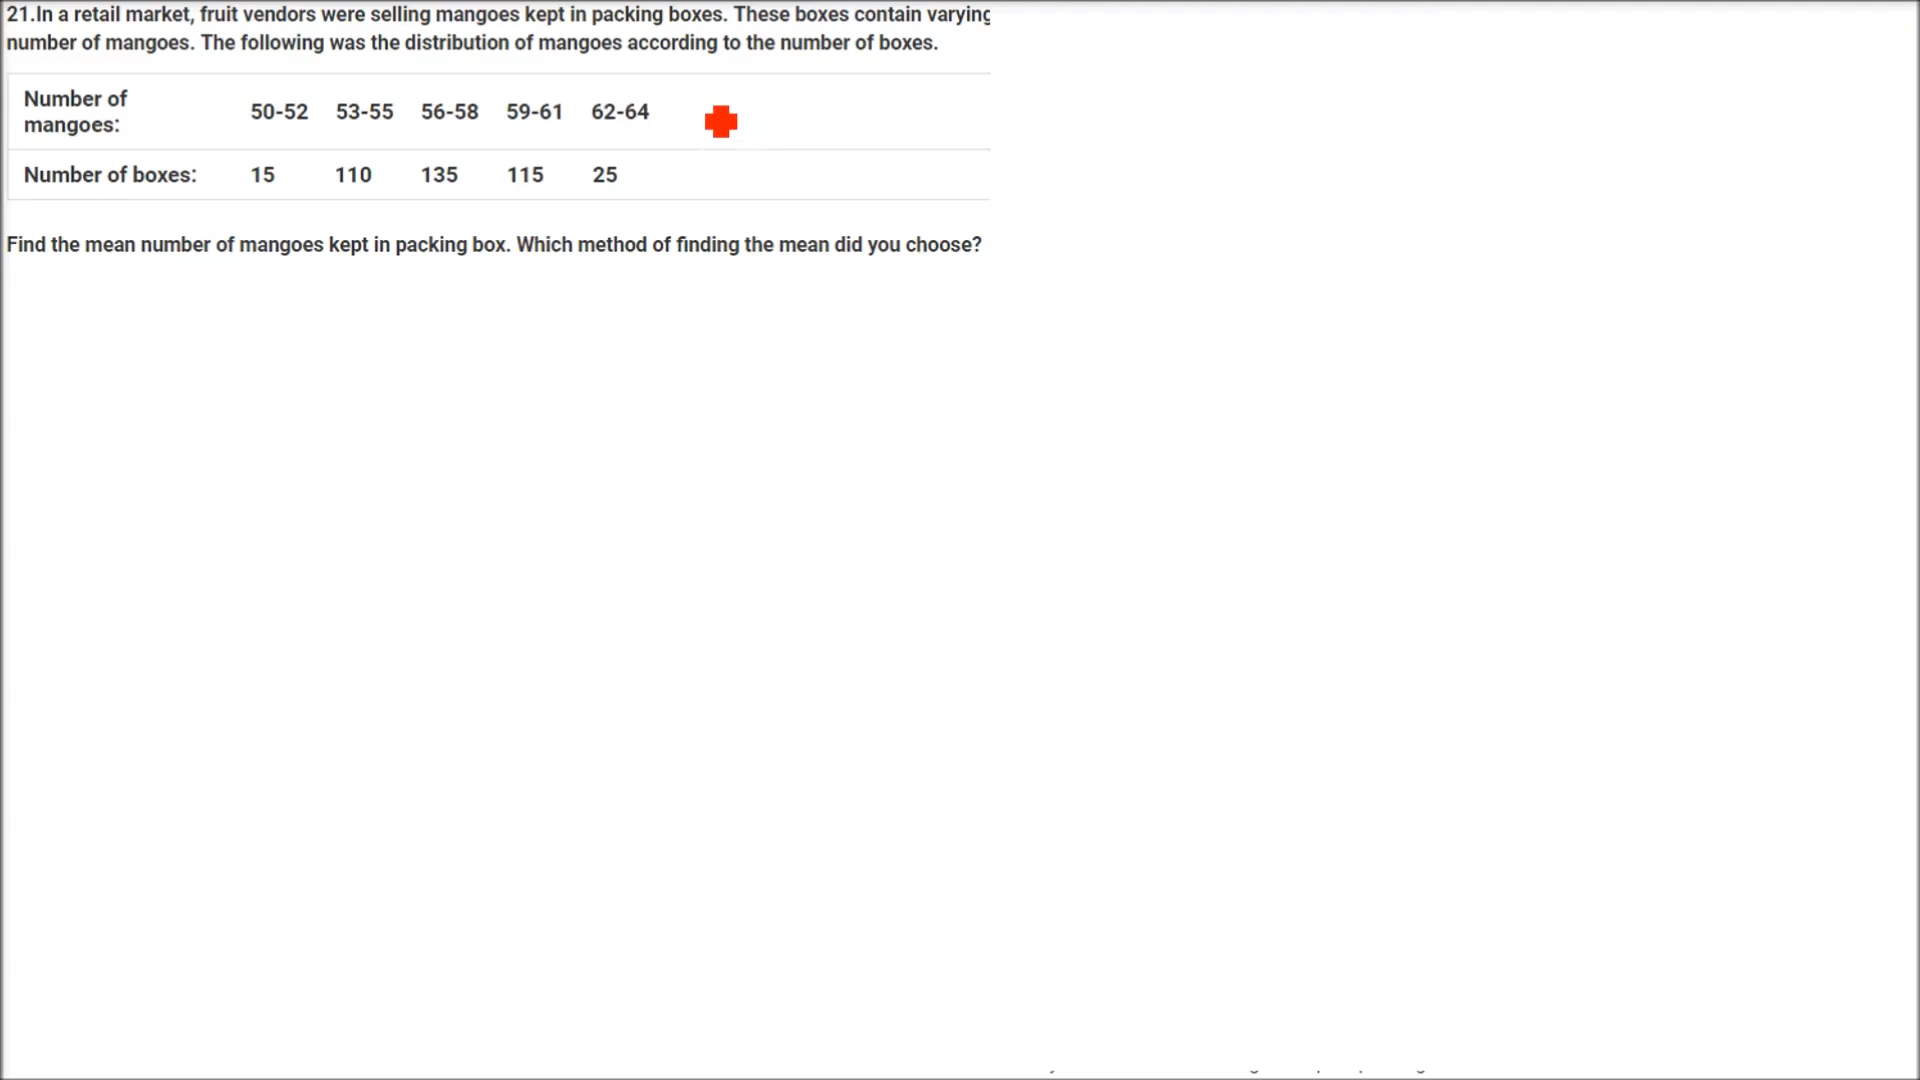 21.In a retail market, fruit vendors were selling mangoes kept in packing boxes. These boxes contain varying
number of mangoes. The following was the distribution of mangoes according to the number of boxes.
Number of
mangoes:
50-52 53-55 56-58 59-61 62-64
Number of boxes: 15 110 135 115 25
Find the mean number of mangoes kept in packing box. Which method of finding the mean did you choose?